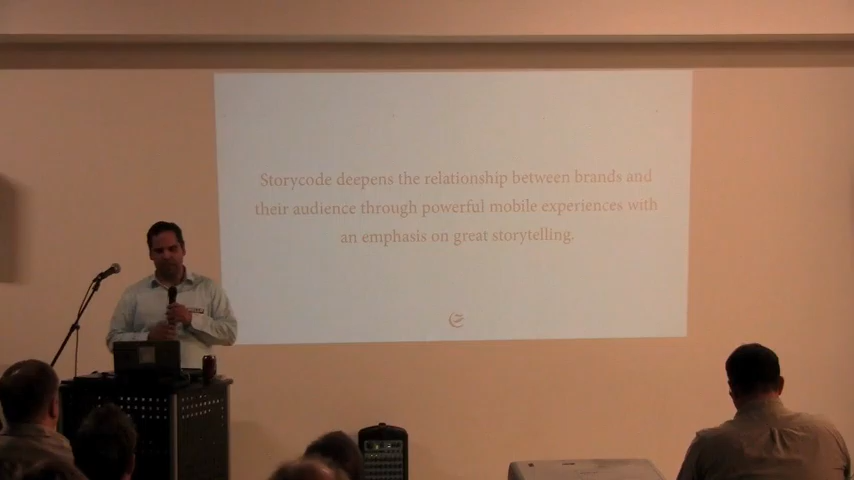 Storycode deepens the relationship between brands and
their audience through powerful mobile experiences with
an emphasis on great storytelling.